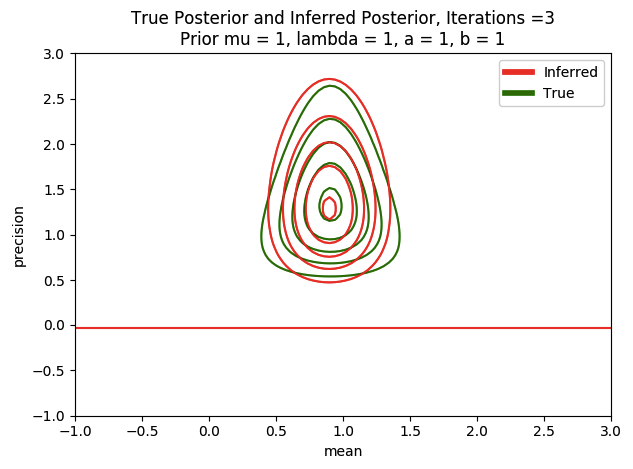 True Posterior and Inferred Posterior, Iterations =3
Prior mu = 1, lambda = 1, a = 1, b = 1
Inferred
True
precision
3.0
2.5
2.0
1.5
1.0
0.5
0.0
−0.5
−1.0
−1.0 −0.5 0.0 0.5 1.0 1.5 2.0 2.5 3.0
mean